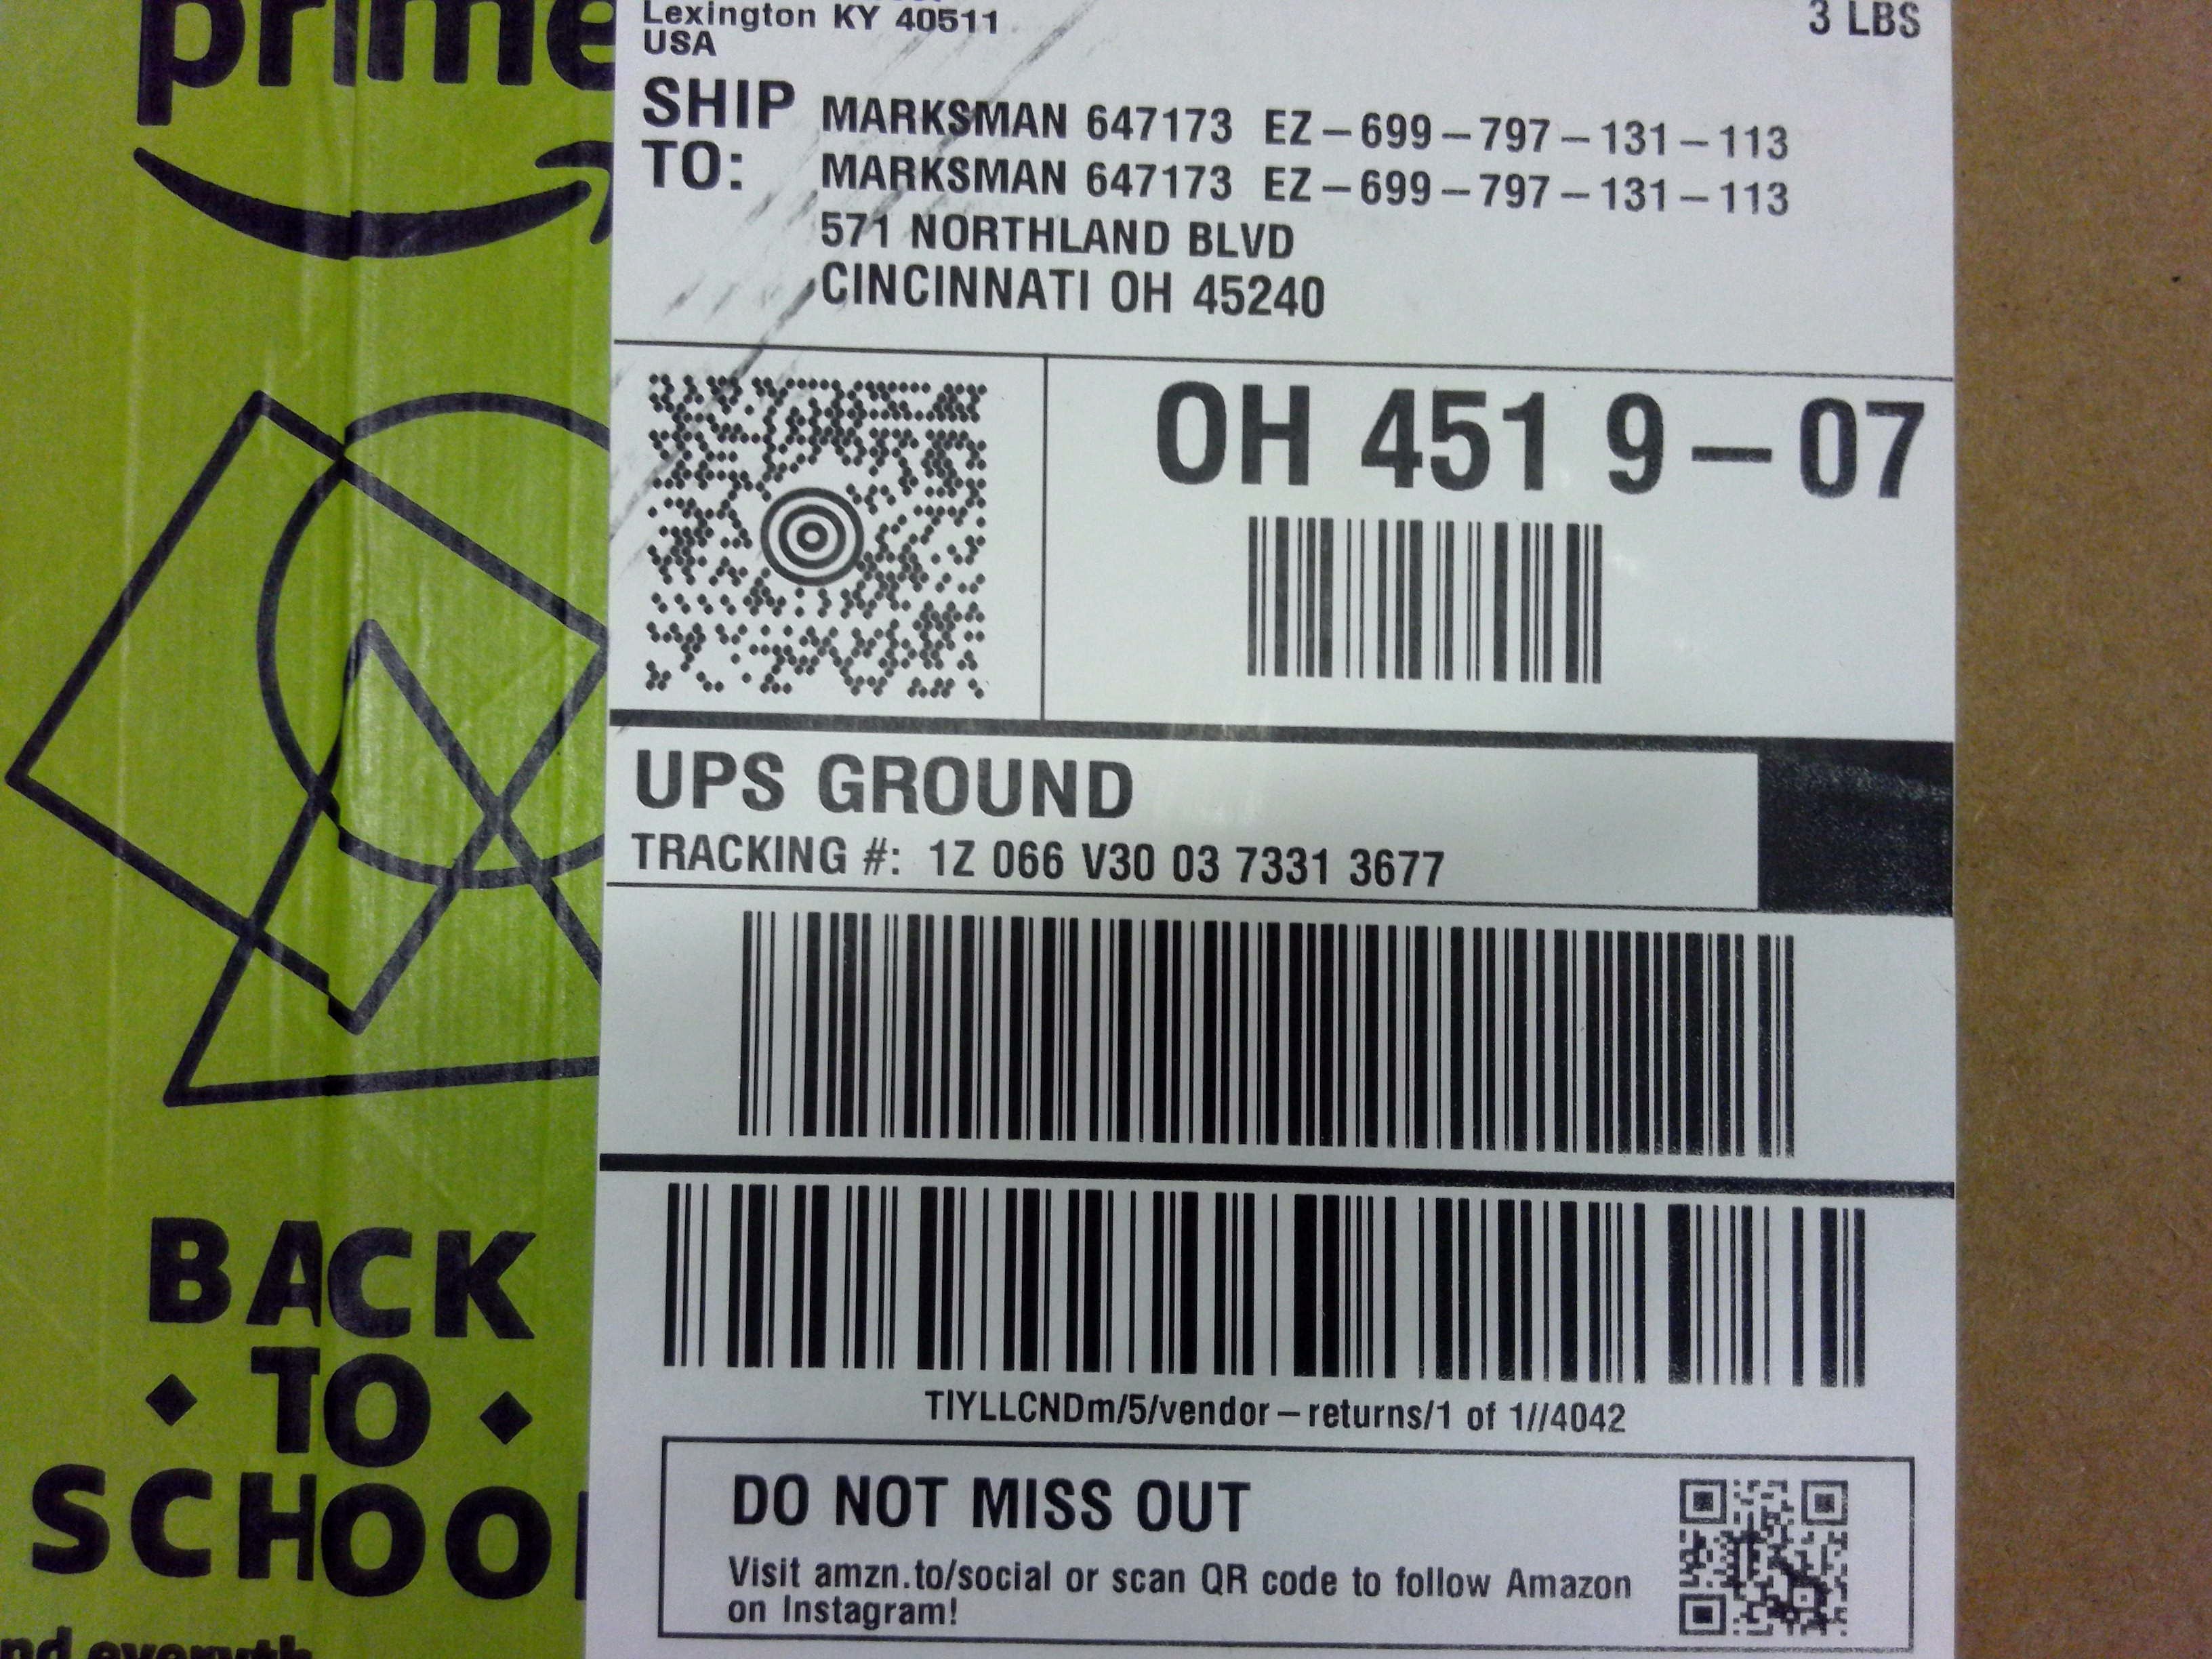 prime
Lexington KY 40511
USA
3 LBS
SHIP TO:
MARKSMAN 647173 EZ-699-797-131-113
MARKSMAN 647173 EZ-699-797-131-113
571 NORTHLAND BLVD
CINCINNATI OH 45240
OH 451 9-07
UPS GROUND
TRACKING #: 1Z 066 V30 03 7331 3677
TIYLLCNDm/5/vendor-returns/1 of 1//4042
DO NOT MISS OUT
Visit amzn.to/social or scan QR code to follow Amazon
on Instagram!
BACK
TO
SCHOO